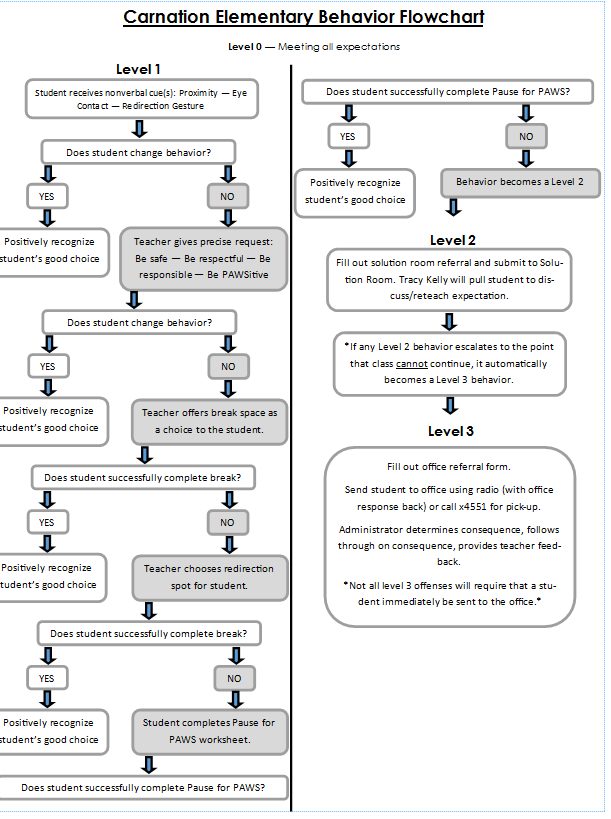 Carnation Elementary Behavior Flowchart
Level 0 — Meeting all expectations
Level 1
Student receives nonverbal cue(s): Proximity — Eye
Contact — Redirection Gesture
Does student change behavior?
YES
NO
Positively recognize
student's good choice
Teacher gives precise request:
Be safe — Be respectful — Be
responsible — Be PAWSitive
Does student change behavior?
YES
NO
Positively recognize
student's good choice
Teacher offers break space as
a choice to the student.
Does student successfully complete break?
YES
NO
Positively recognize
tudent's good choice
Teacher chooses redirection
spot for student.
Does student successfully complete break?
YES
NO
Positively recognize
student's good choice
Student completes Pause for
PAWS worksheet.
Does student successfully complete Pause for PAWS?
Does student successfully complete Pause for PAWS?
YES
NO
Positively recognize
student's good choice
Behavior becomes a Level 2
Level 2
Fill out solution room referral and submit to Solu-
tion Room. Tracy Kelly will pull student to dis-
cuss/reteach expectation.
*If any Level 2 behavior escalates to the point
that class cannot continue, it automatically
becomes a Level 3 behavior.
Level 3
Fill out office referral form.
Send student to office using radio (with office
response back) or call x4551 for pick-up.
Administrator determines consequence, follows
through on consequence, provides teacher feed-
back.
*Not all level 3 offenses will require that a stu-
dent immediately be sent to the office.*